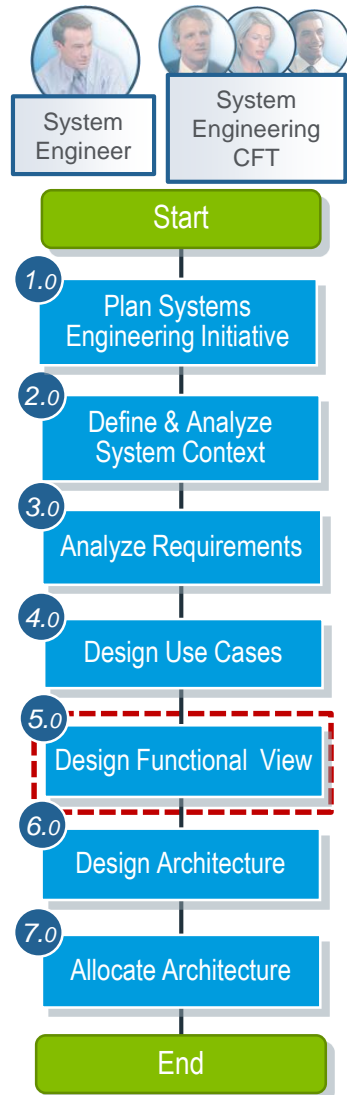 System
Engineer
System
Engineering
CFT
Start
1.0
Plan Systems
Engineering Initiative
2.0
Define & Analyze
System Context
3.0
Analyze Requirements
4.0
Design Use Cases
5.0
Design Functional View
6.0
Design Architecture
7.0
Allocate Architecture
End